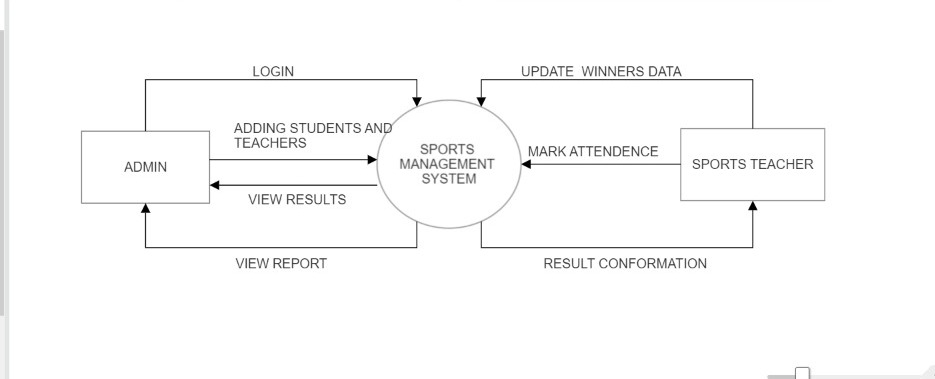 LOGIN
UPDATE WINNERS DATA
ADDING STUDENTS AND
TEACHERS
ADMIN
SPORTS
MANAGEMENT
SYSTEM
MARK ATTENDENCE
SPORTS TEACHER
VIEW RESULTS
VIEW REPORT
RESULT CONFORMATION